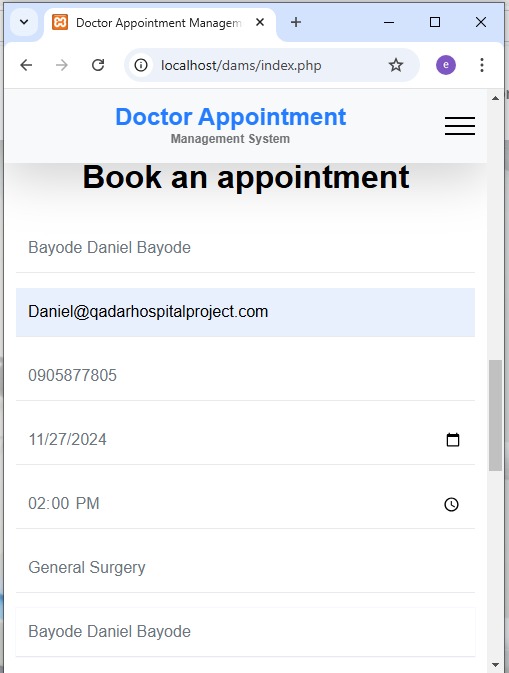 Doctor Appointment Managem
localhost/dams/index.php
e
Doctor Appointment
Management System
Book an appointment
Bayode Daniel Bayode
Daniel@qadarhospitalproject.com
0905877805
11/27/2024
02:00 PM
General Surgery
Bayode Daniel Bayode